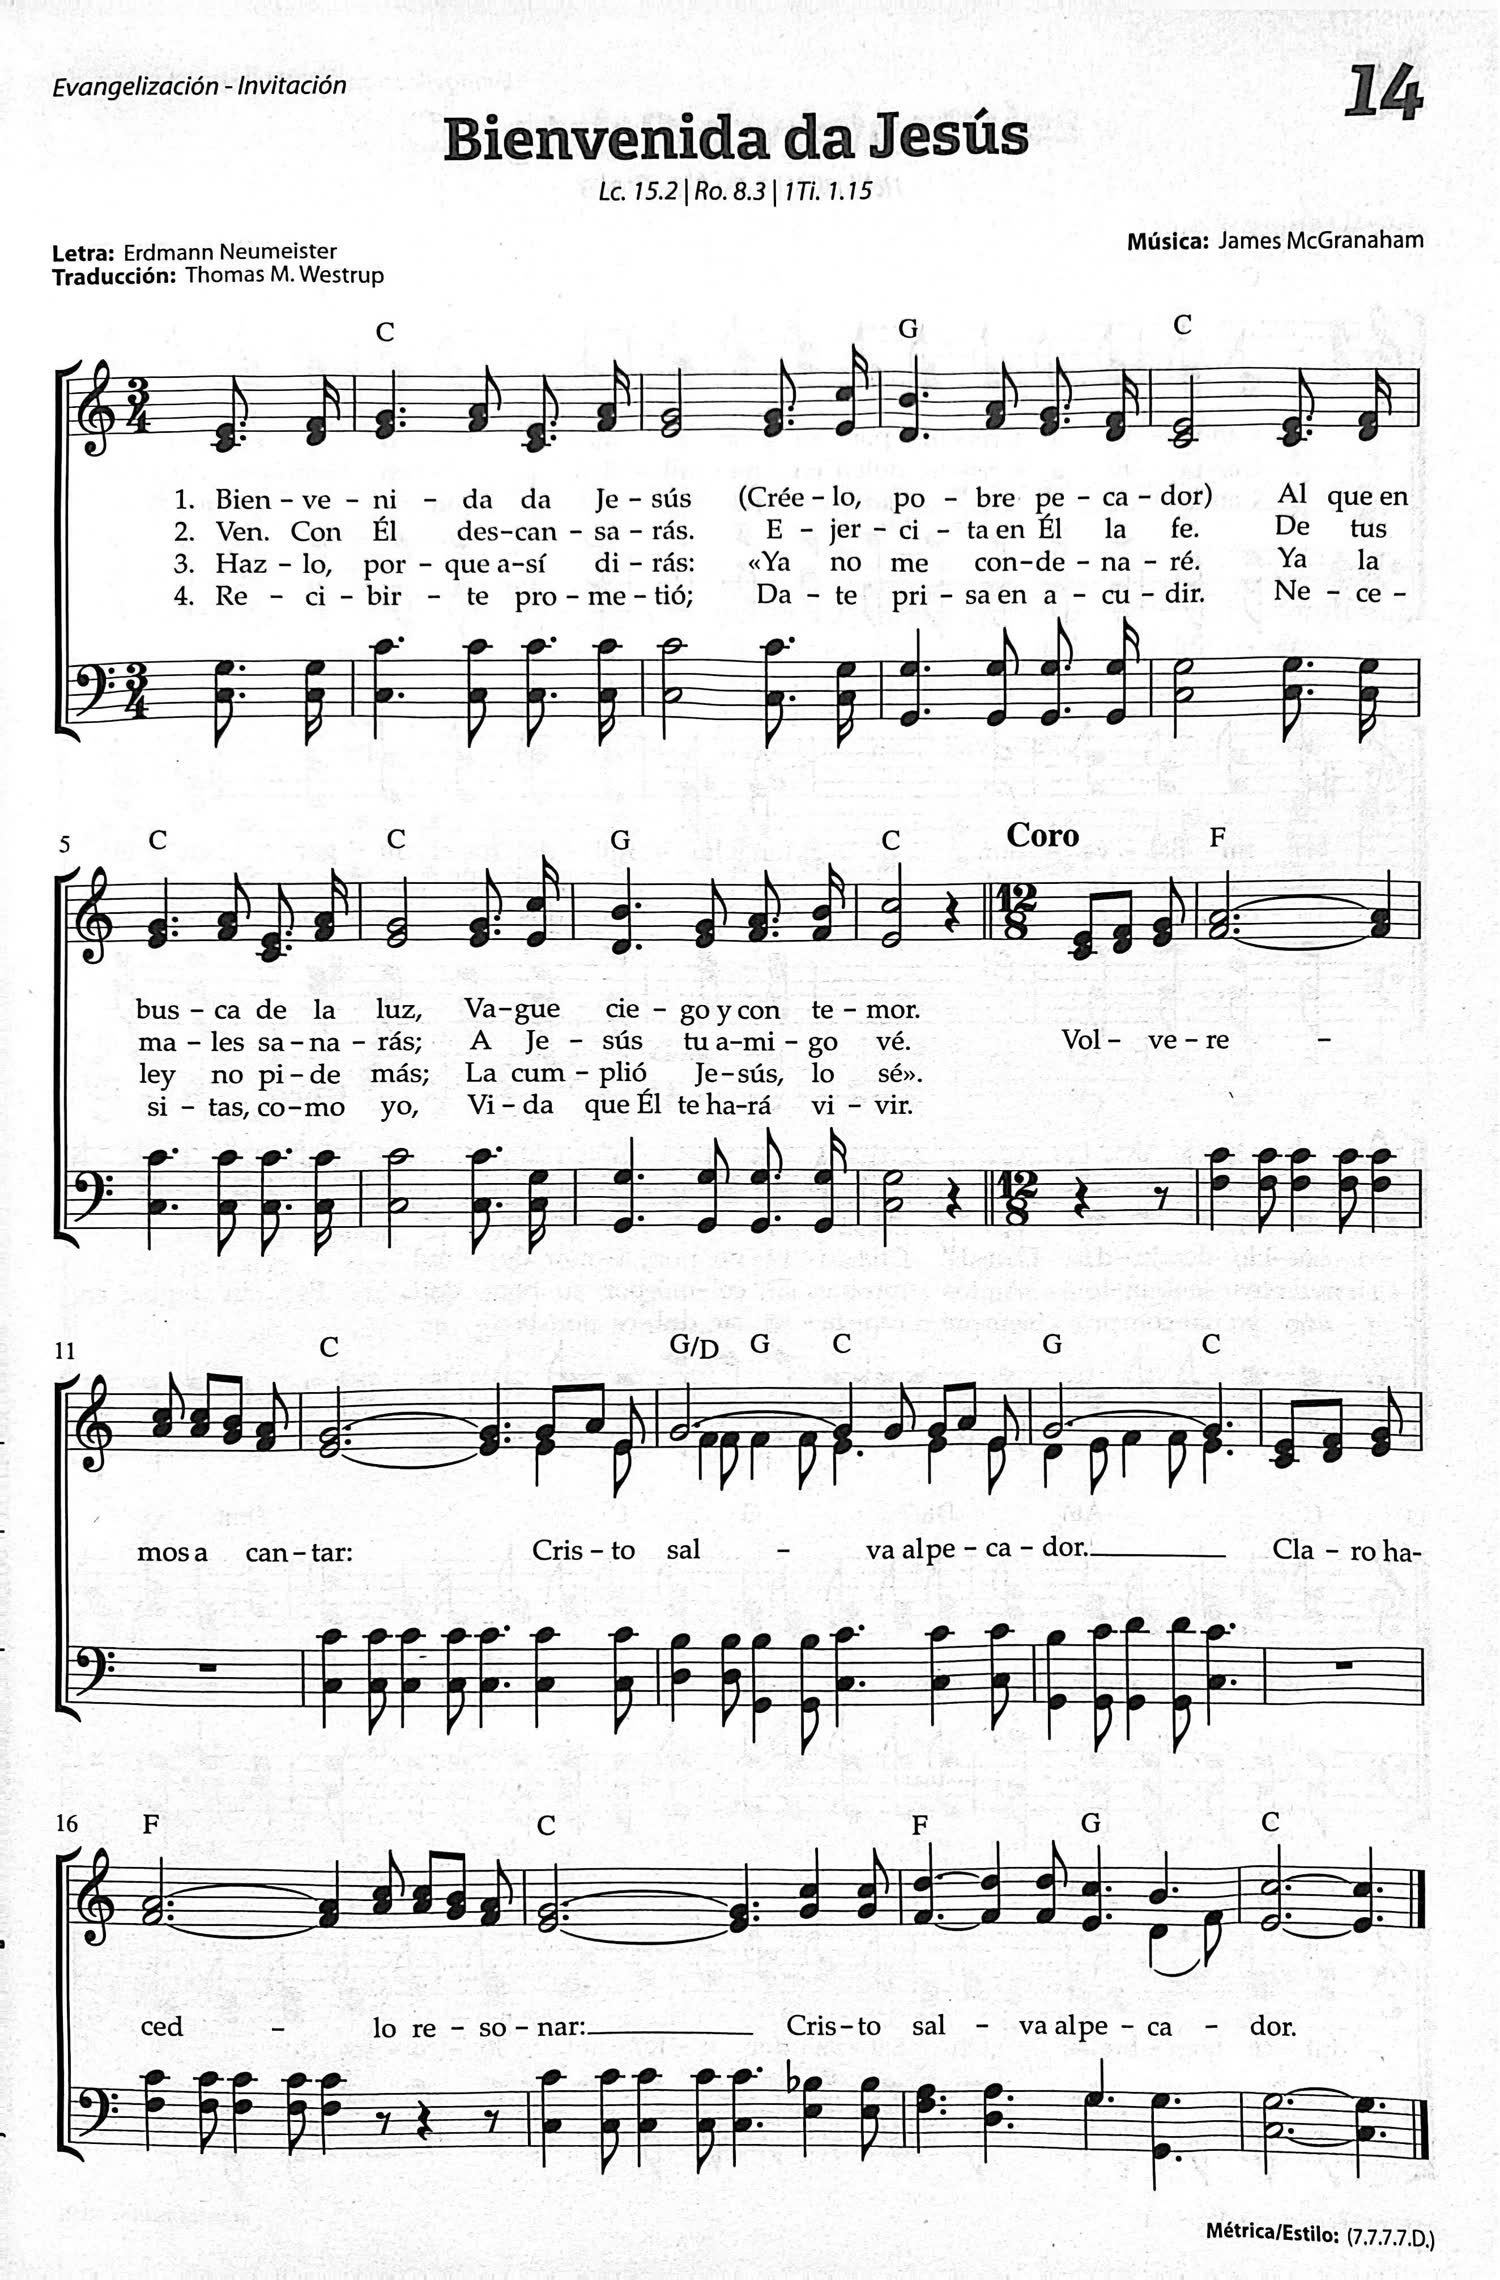 Evangelización - Invitación
14
Bienvenida da Jesús
Lc. 15.2 | Ro. 8.3 | 1Ti. 1.15
Letra: Erdmann Neumeister
Música: James McGranaham
Traducción: Thomas M. Westrup
C G C
3/4
1. Bien - ve - ni - da da Je - sús (Crée - lo, po - bre pe - ca - dor) Al que en
2. Ven. Con Él des - can - sa - rás. E - jer - ci - ta en Él la fe. De tus
3. Haz - lo, por - que a - sí di - rás: «Ya no me con - de - na - ré. Ya la
4. Re - ci - bir - te pro - me - tió; Da - te pri - sa en a - cu - dir. Ne - ce -
3/4
5 C C G C Coro F
12/8
bus - ca de la luz, Va - gue cie - go y con te - mor.
ma - les sa - na - rás; A Je - sús tu a - mi - go vé. Vol - ve - re -
ley no pi - de más; La cum - plió Je - sús, lo sé».
si - tas, co - mo yo, Vi - da que Él te ha - rá vi - vir.
12/8
11 C G/D G C G C
mos a can - tar: Cris - to sal - va al pe - ca - dor. Cla - ro ha -
16 F C F G C
ced - lo re - so - nar: Cris - to sal - va al pe - ca - dor.
Métrica/Estilo: (7.7.7.7.D.)